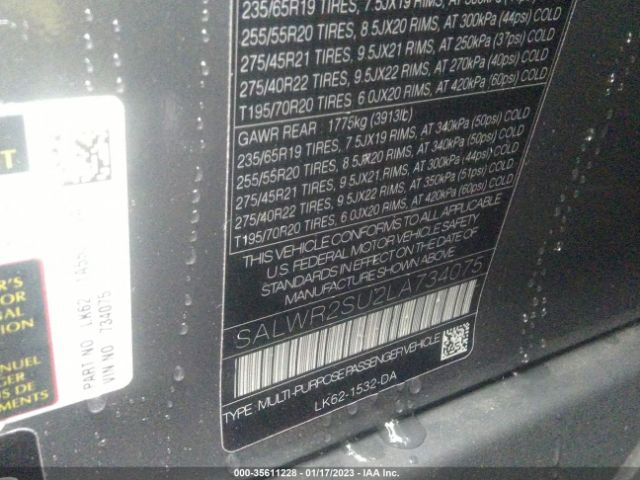 235/65R19 TIRES, 7.5JX19 RIMS, AT
255/55R20 TIRES, 8.5JX20 RIMS, AT 300kPa (44psi) COLD
275/45R21 TIRES, 9.5JX21 RIMS, AT 250kPa (37psi) COLD
275/40R22 TIRES, 9.5JX22 RIMS, AT 270kPa (40psi) COLD
T195/70R20 TIRES, 6.0JX20 RIMS, AT 420kPa (60psi) COLD
GAWR REAR : 1775kg (3913lb)
235/65R19 TIRES, 7.5JX19 RIMS, AT 340kPa (50psi) COLD
255/55R20 TIRES, 8.5JX20 RIMS, AT 340kPa (50psi) COLD
275/45R21 TIRES, 9.5JX21 RIMS, AT 300kPa (44psi) COLD
275/40R22 TIRES, 9.5JX22 RIMS, AT 350kPa (51psi) COLD
T195/70R20 TIRES, 6.0JX20 RIMS, AT 420kPa (60psi) COLD
THIS VEHICLE CONFORMS TO ALL APPLICABLE
U.S. FEDERAL MOTOR VEHICLE SAFETY
STANDARDS IN EFFECT ON THE DATE OF
MANUFACTURE SHOWN ABOVE
SALWR2SU2LA734075
TYPE: MULTI-PURPOSE PASSENGER VEHICLE
LK62-1532-DA
PART NO. LK62
VIN NO 734075
000-35611228 - 01/17/2023 - IAA Inc.